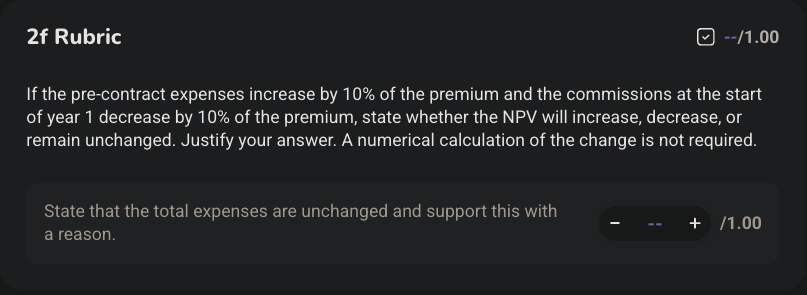 2f Rubric
--/1.00
If the pre-contract expenses increase by 10% of the premium and the commissions at the start
of year 1 decrease by 10% of the premium, state whether the NPV will increase, decrease, or
remain unchanged. Justify your answer. A numerical calculation of the change is not required.
State that the total expenses are unchanged and support this with
a reason.
− -- + /1.00